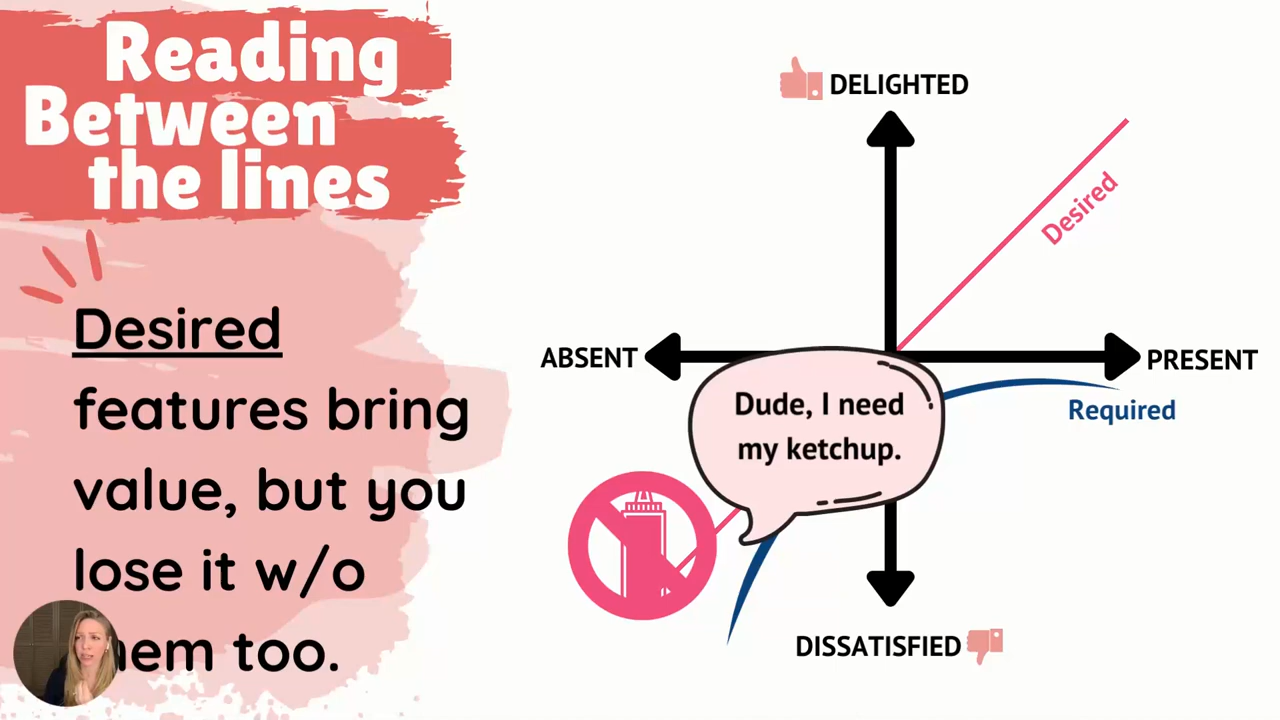 Reading
Between
the lines
Desired
features bring
value, but you
lose it w/o
them too.
DELIGHTED
Desired
ABSENT
PRESENT
Dude, I need
my ketchup.
Required
DISSATISFIED